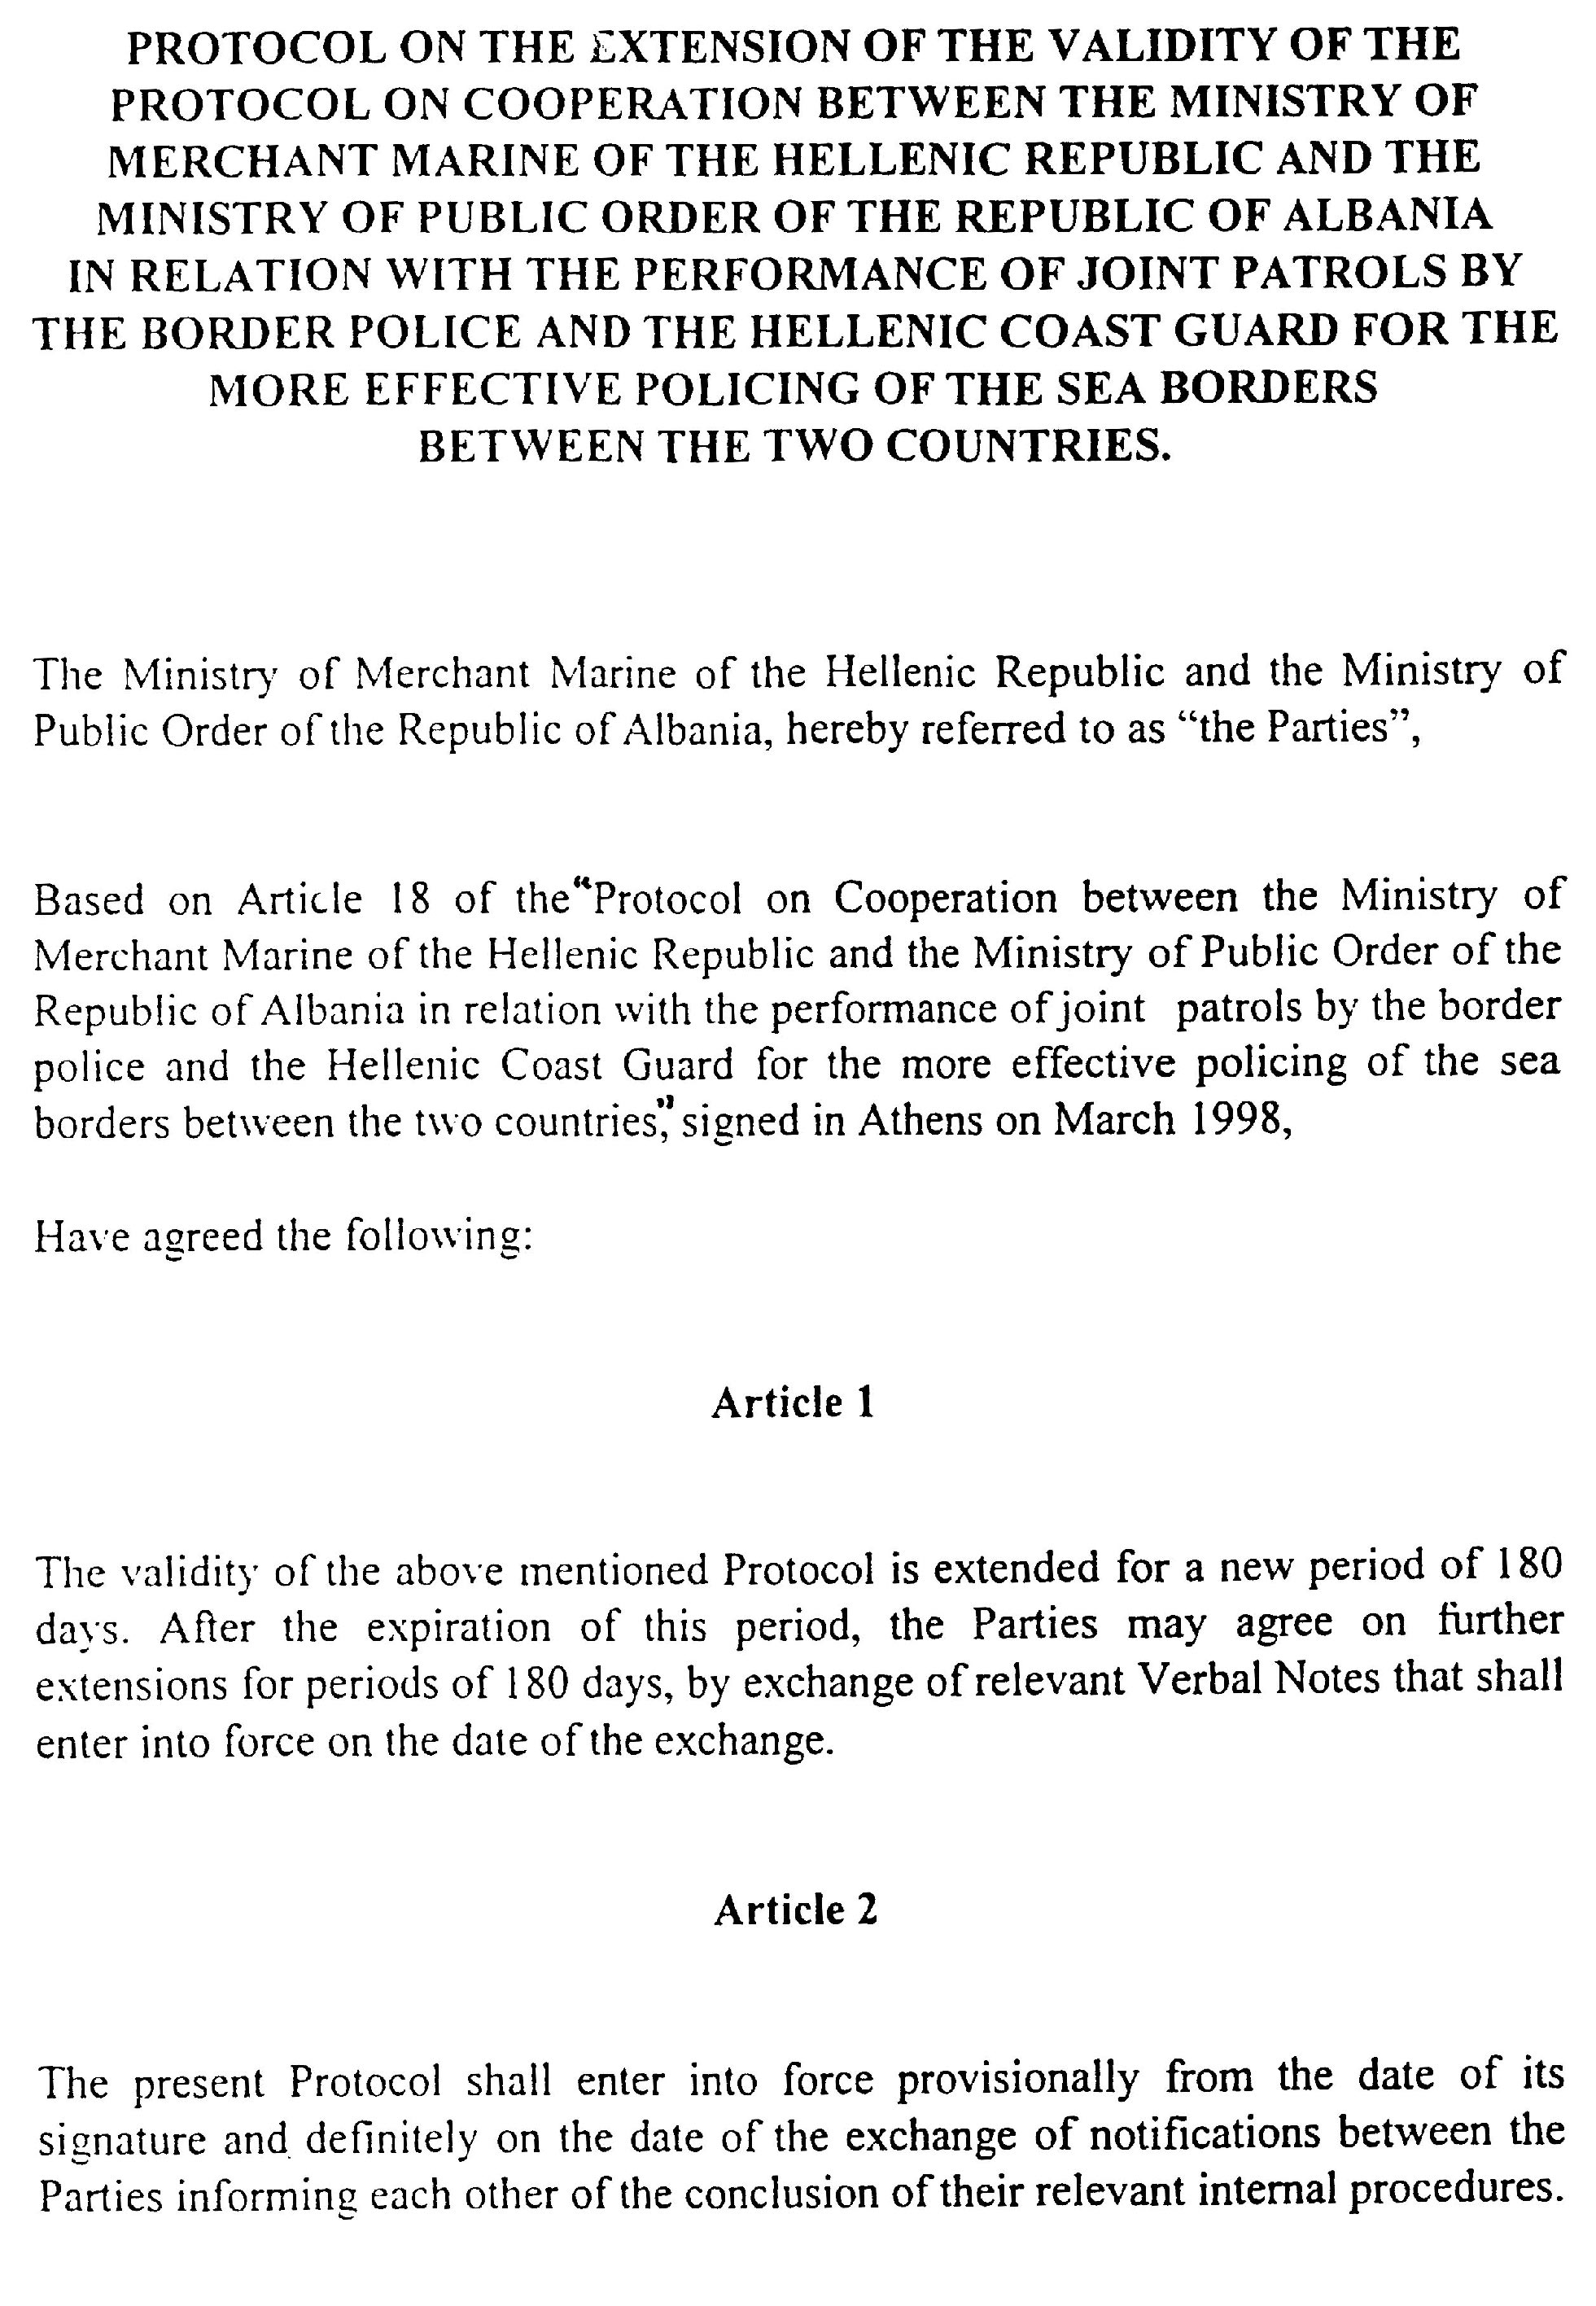 PROTOCOL ON THE EXTENSION OF THE VALIDITY OF THE
PROTOCOL ON COOPERATION BETWEEN THE MINISTRY OF
MERCHANT MARINE OF THE HELLENIC REPUBLIC AND THE
MINISTRY OF PUBLIC ORDER OF THE REPUBLIC OF ALBANIA
IN RELATION WITH THE PERFORMANCE OF JOINT PATROLS BY
THE BORDER POLICE AND THE HELLENIC COAST GUARD FOR THE
MORE EFFECTIVE POLICING OF THE SEA BORDERS
BETWEEN THE TWO COUNTRIES.
The Ministry of Merchant Marine of the Hellenic Republic and the Ministry of
Public Order of the Republic of Albania, hereby referred to as “the Parties”,
Based on Article 18 of the“Protocol on Cooperation between the Ministry of
Merchant Marine of the Hellenic Republic and the Ministry of Public Order of the
Republic of Albania in relation with the performance of joint patrols by the border
police and the Hellenic Coast Guard for the more effective policing of the sea
borders between the two countries”, signed in Athens on March 1998,
Have agreed the following:
Article 1
The validity of the above mentioned Protocol is extended for a new period of 180
days. After the expiration of this period, the Parties may agree on further
extensions for periods of 180 days, by exchange of relevant Verbal Notes that shall
enter into force on the date of the exchange.
Article 2
The present Protocol shall enter into force provisionally from the date of its
signature and definitely on the date of the exchange of notifications between the
Parties informing each other of the conclusion of their relevant internal procedures.